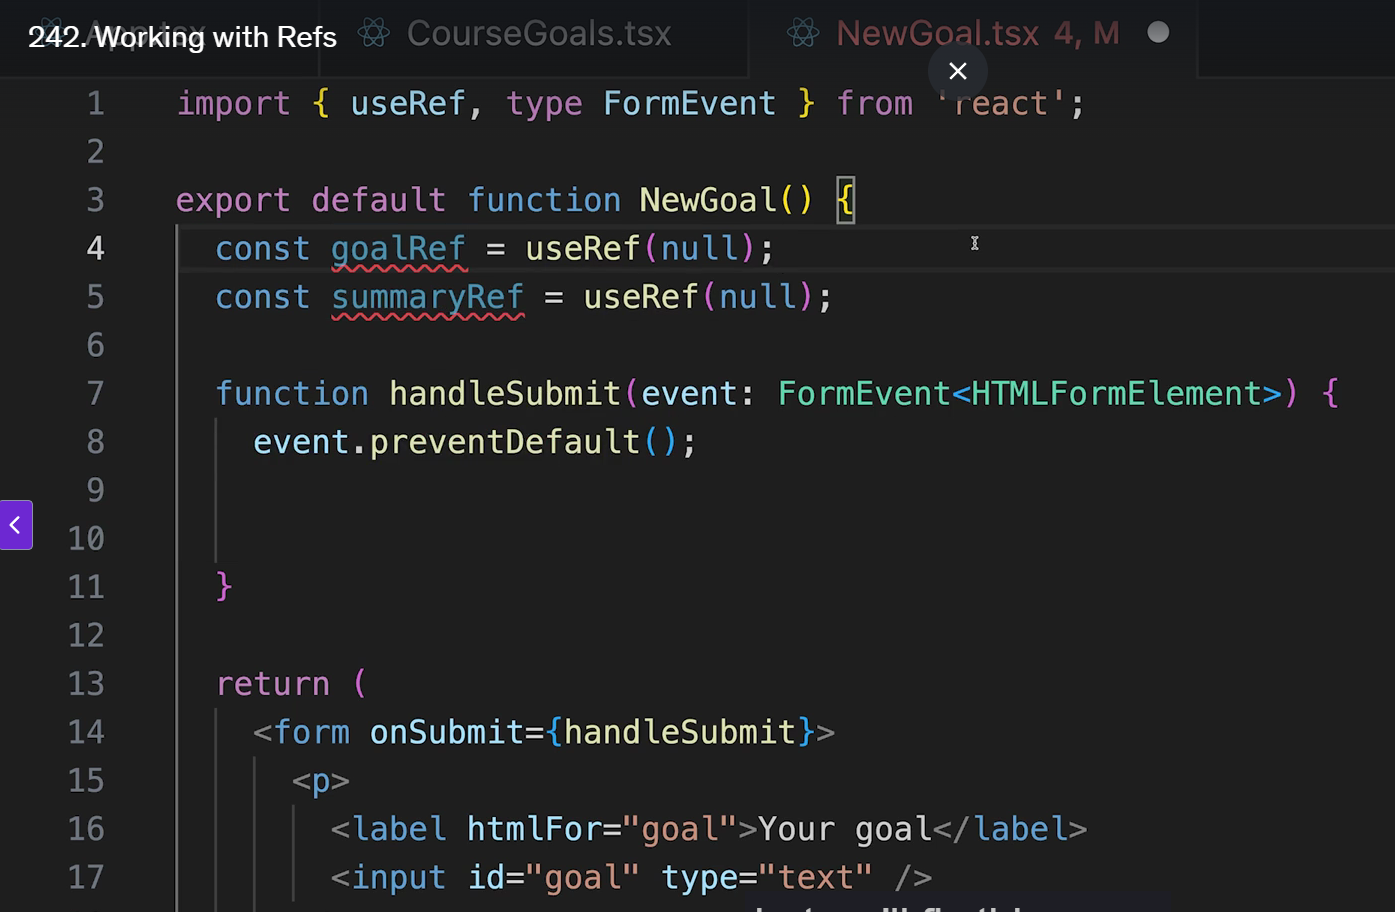 242. Working with Refs
App.tsx
CourseGoals.tsx
NewGoal.tsx 4, M
1 import { useRef, type FormEvent } from 'react';
2
3 export default function NewGoal() {
4 const goalRef = useRef(null);
5 const summaryRef = useRef(null);
6
7 function handleSubmit(event: FormEvent<HTMLFormElement>) {
8 event.preventDefault();
9
10
11 }
12
13 return (
14 <form onSubmit={handleSubmit}>
15 <p>
16 <label htmlFor="goal">Your goal</label>
17 <input id="goal" type="text" />